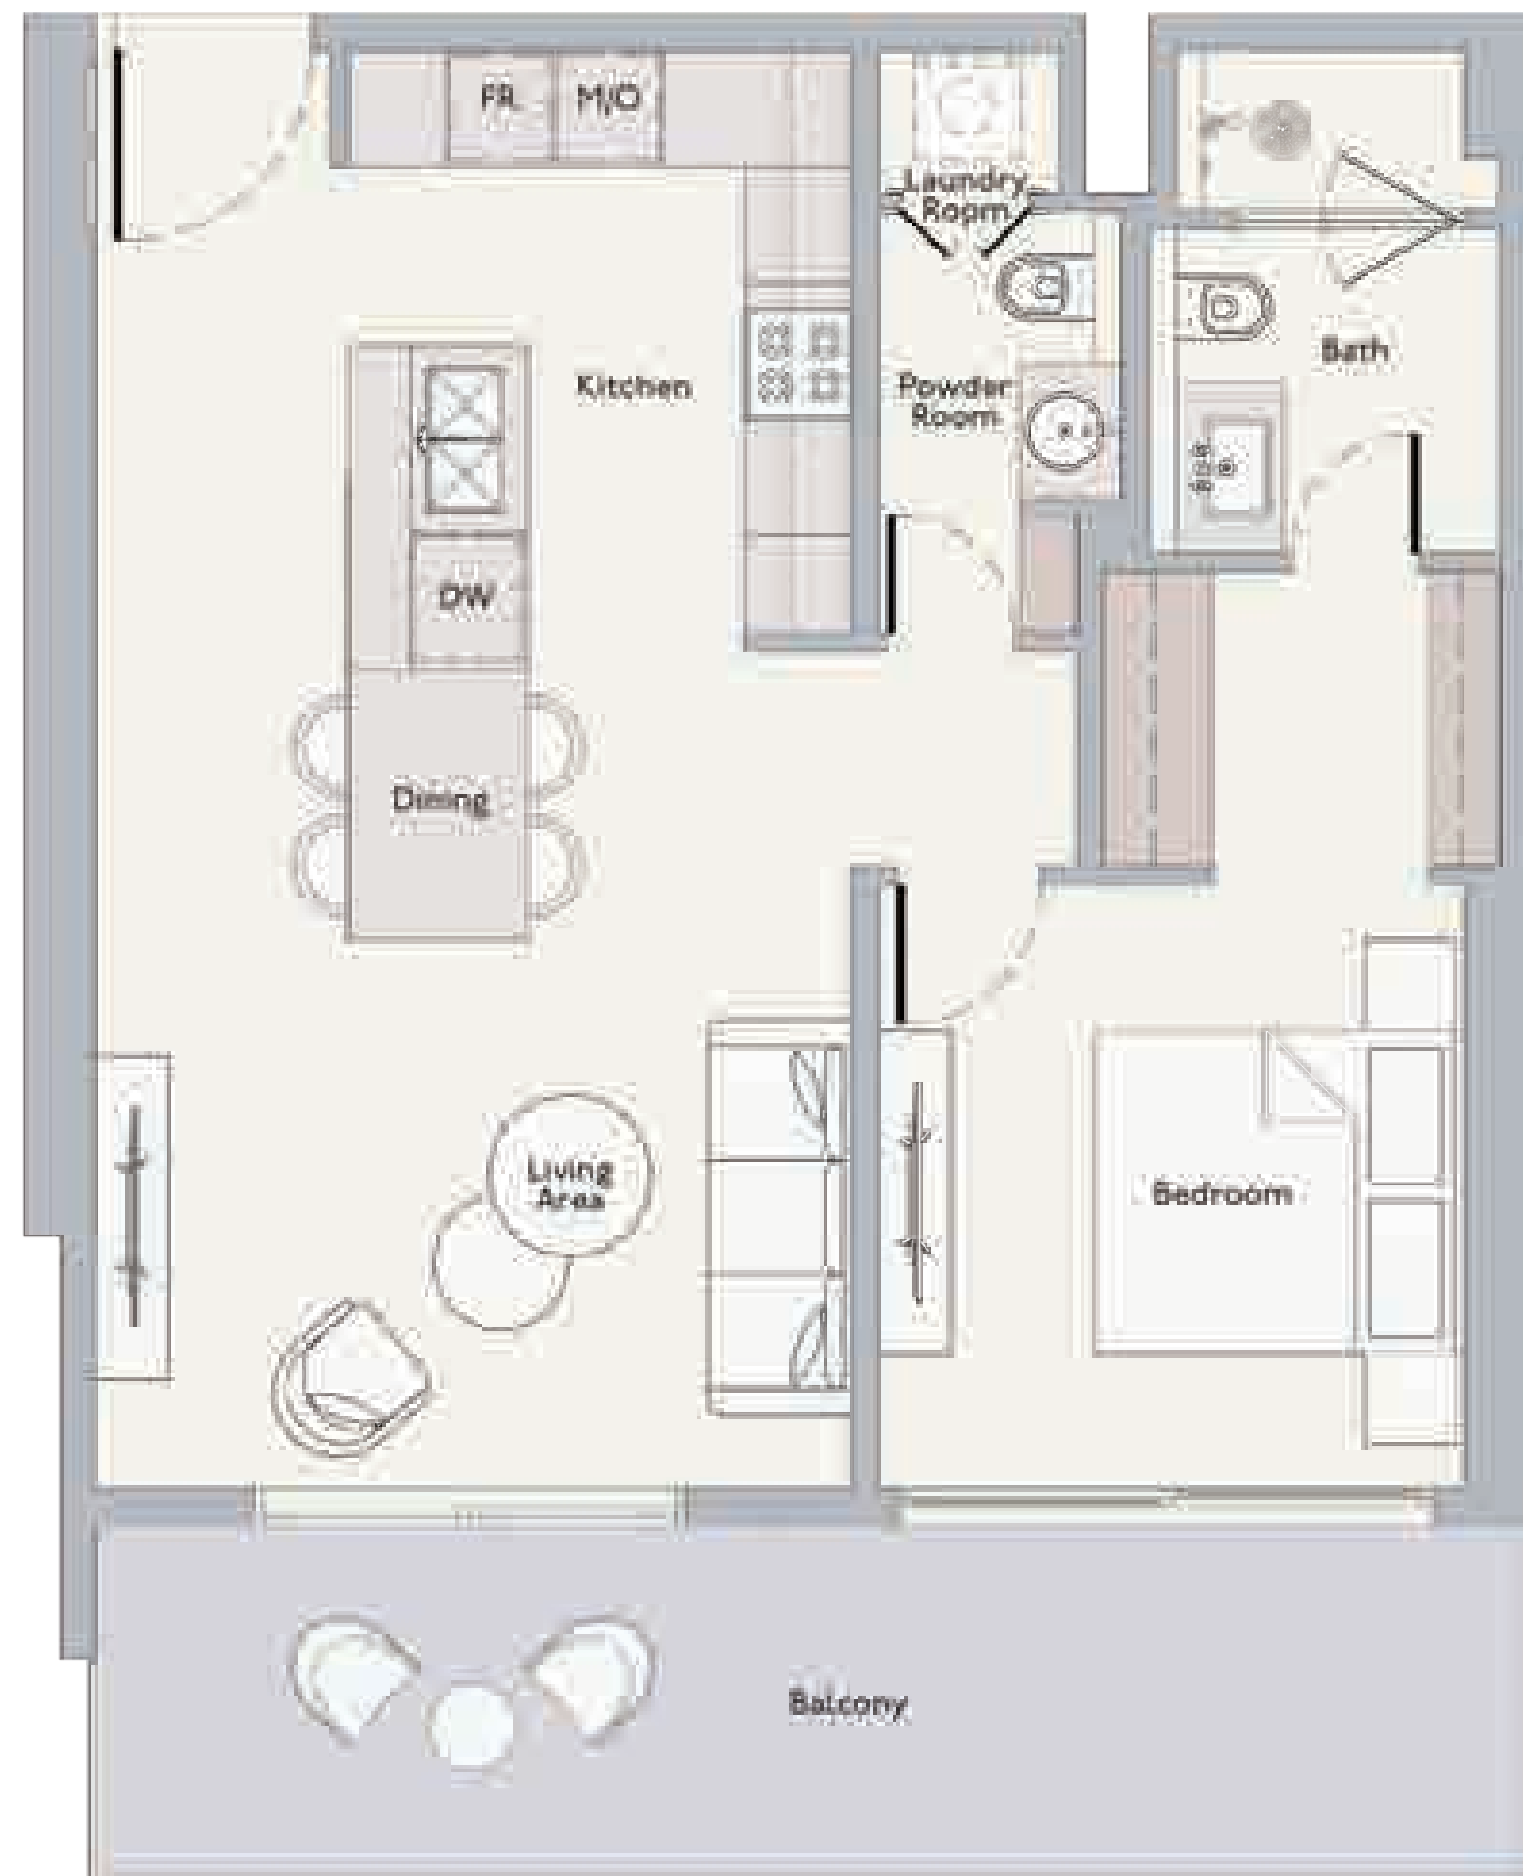 FR.
M/O
Laundry
Room
Kitchen
Powder
Room
Bath
DW
Dining
Living
Area
Bedroom
Balcony